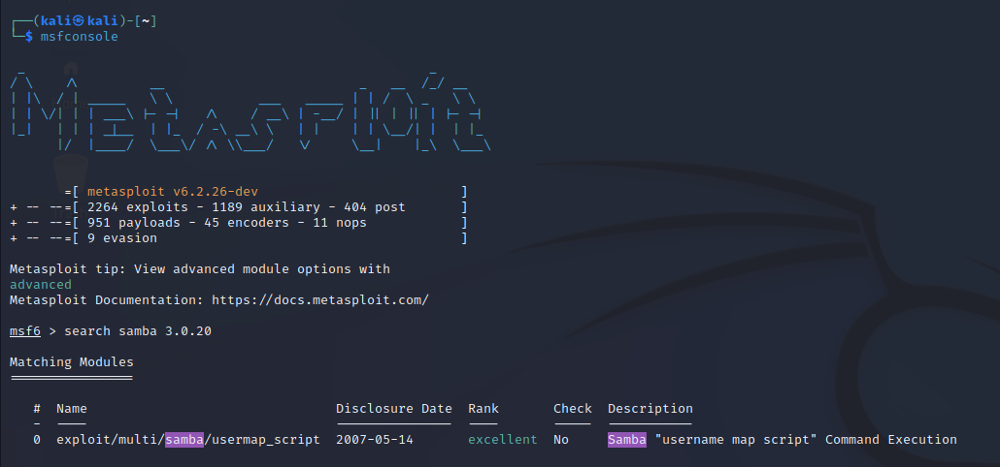 ┌──(kali㉿kali)-[~]
└─$ msfconsole
=[ metasploit v6.2.26-dev ]
+ -- --=[ 2264 exploits - 1189 auxiliary - 404 post ]
+ -- --=[ 951 payloads - 45 encoders - 11 nops ]
+ -- --=[ 9 evasion ]
Metasploit tip: View advanced module options with
advanced
Metasploit Documentation: https://docs.metasploit.com/
msf6 > search samba 3.0.20
Matching Modules
================
# Name Disclosure Date Rank Check Description
- ---- --------------- ---- ----- -----------
0 exploit/multi/samba/usermap_script 2007-05-14 excellent No Samba "username map script" Command Execution